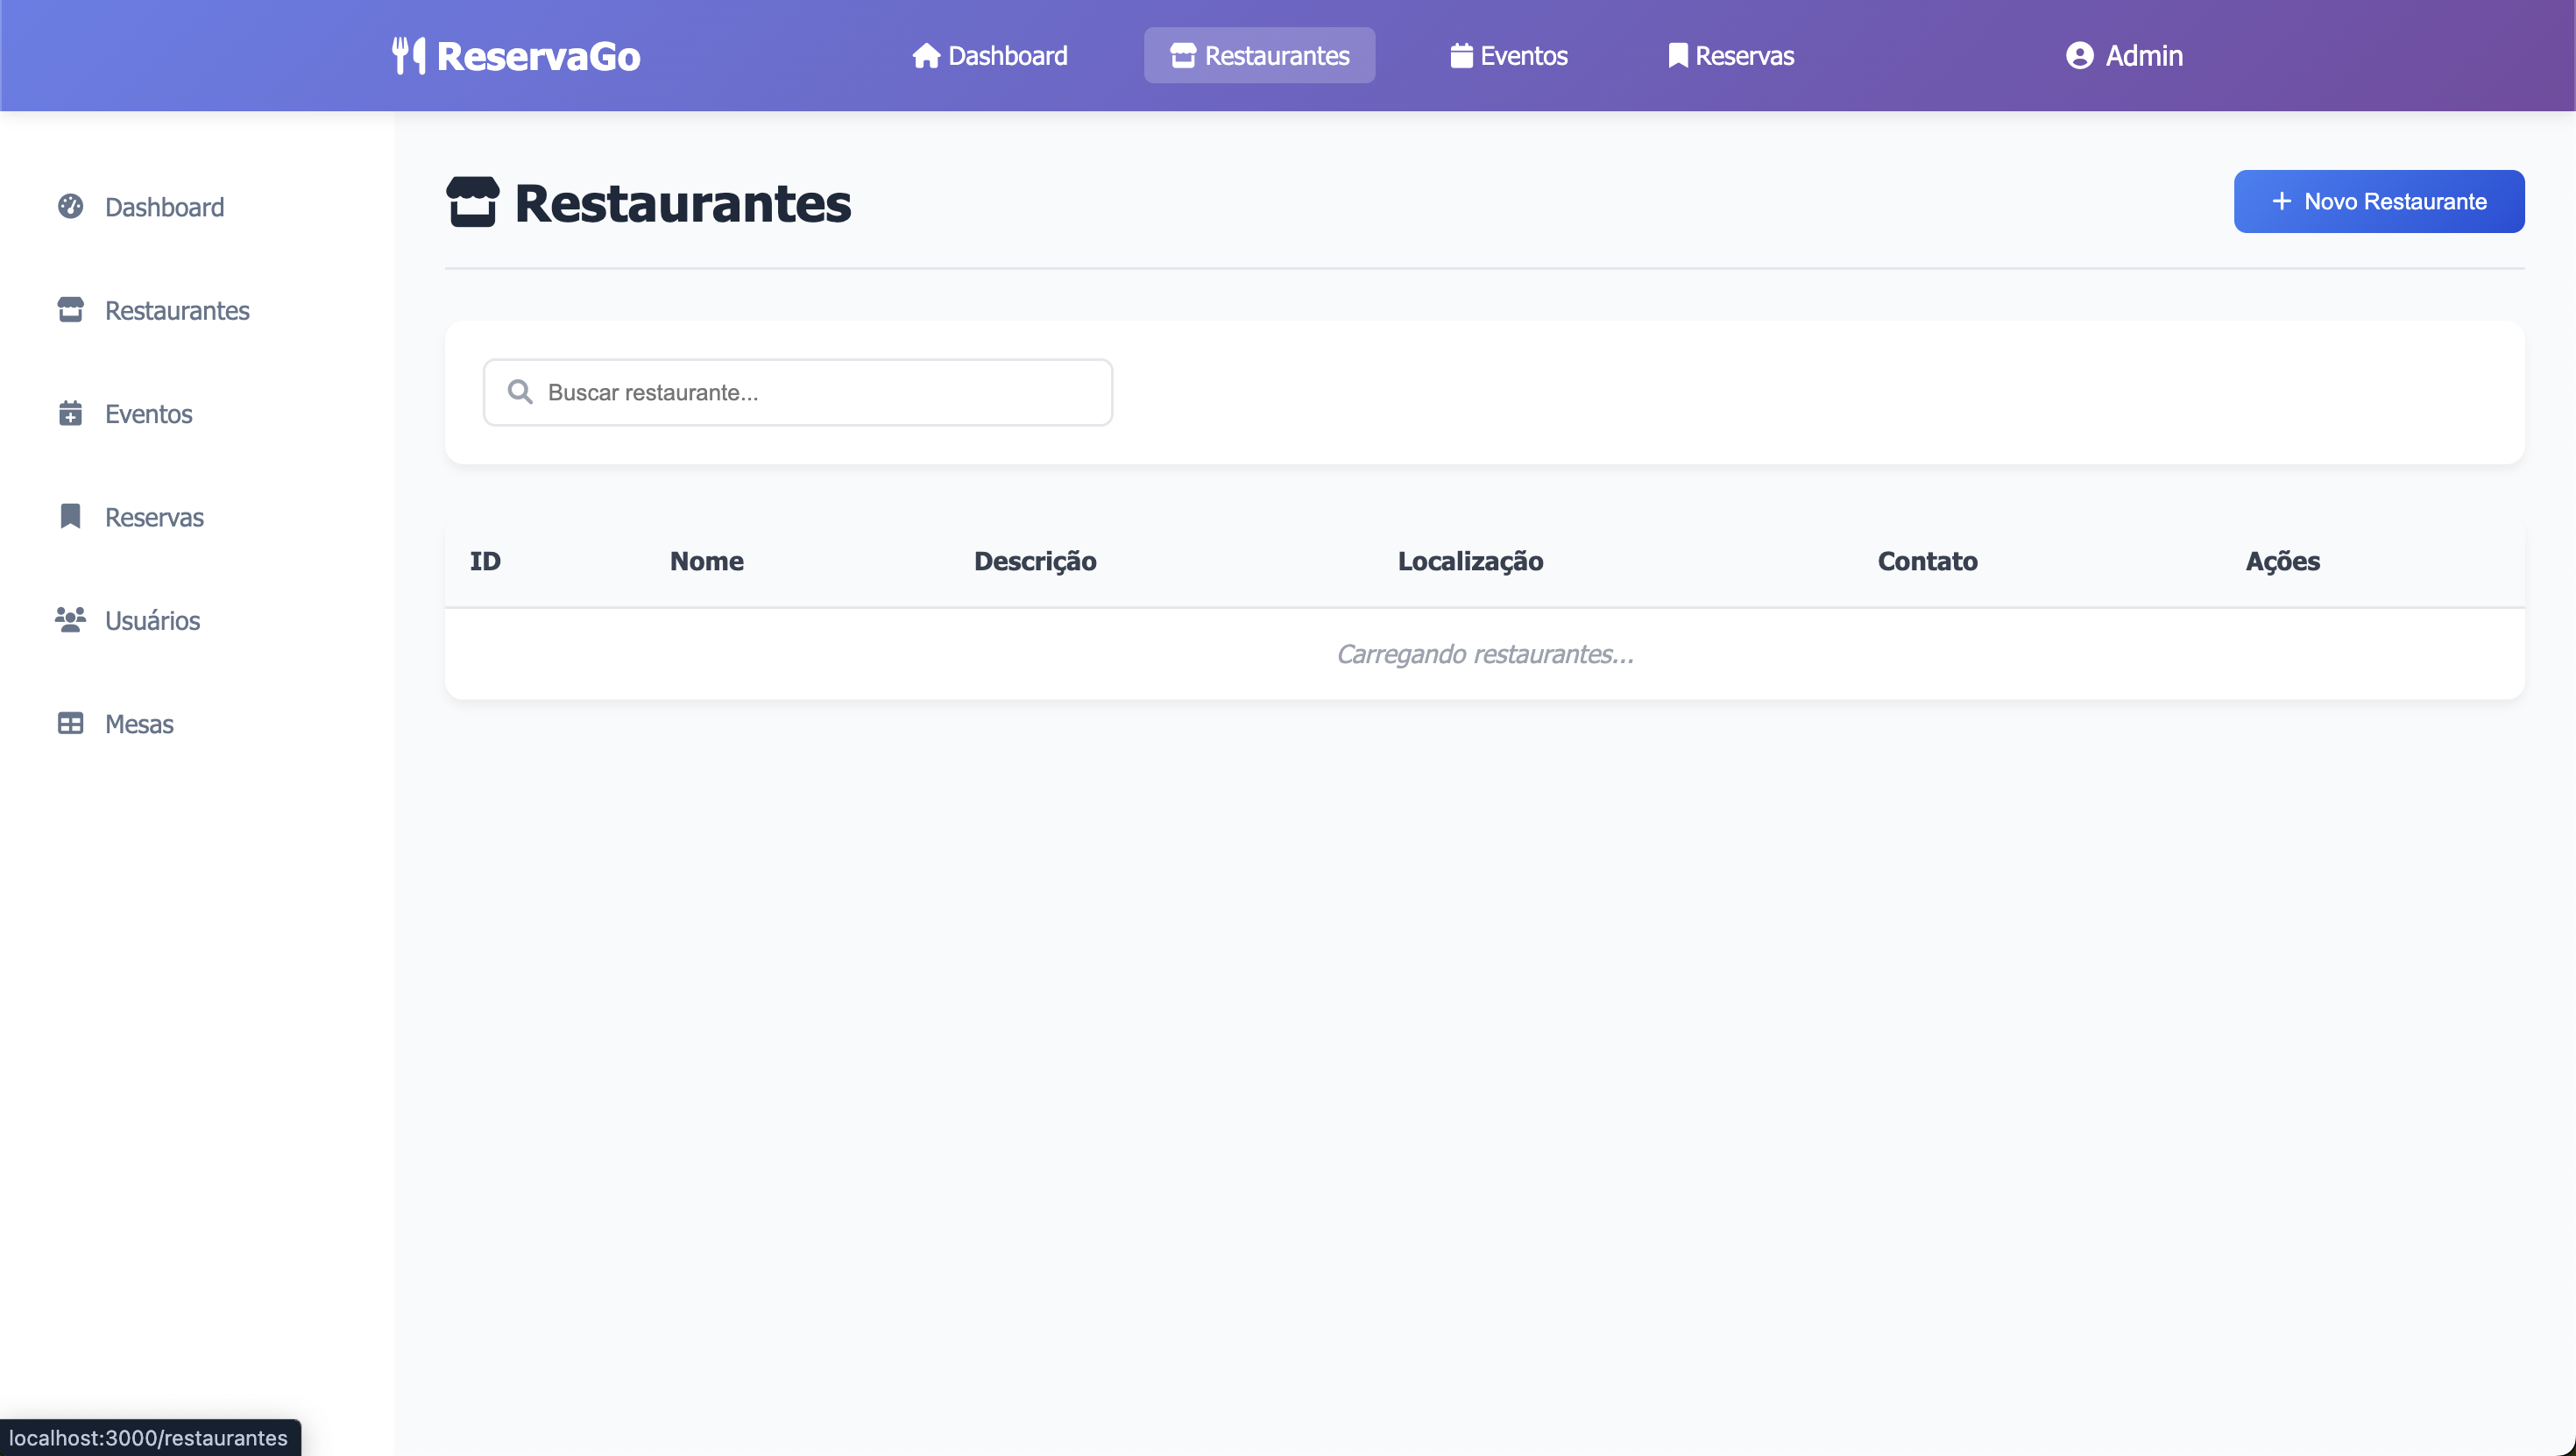 ReservaGo
Dashboard
Restaurantes
Eventos
Reservas
Admin
Dashboard
Restaurantes
Eventos
Reservas
Usuários
Mesas
Restaurantes
Novo Restaurante
Buscar restaurante...
ID Nome Descrição Localização Contato Ações
Carregando restaurantes...
localhost:3000/restaurantes